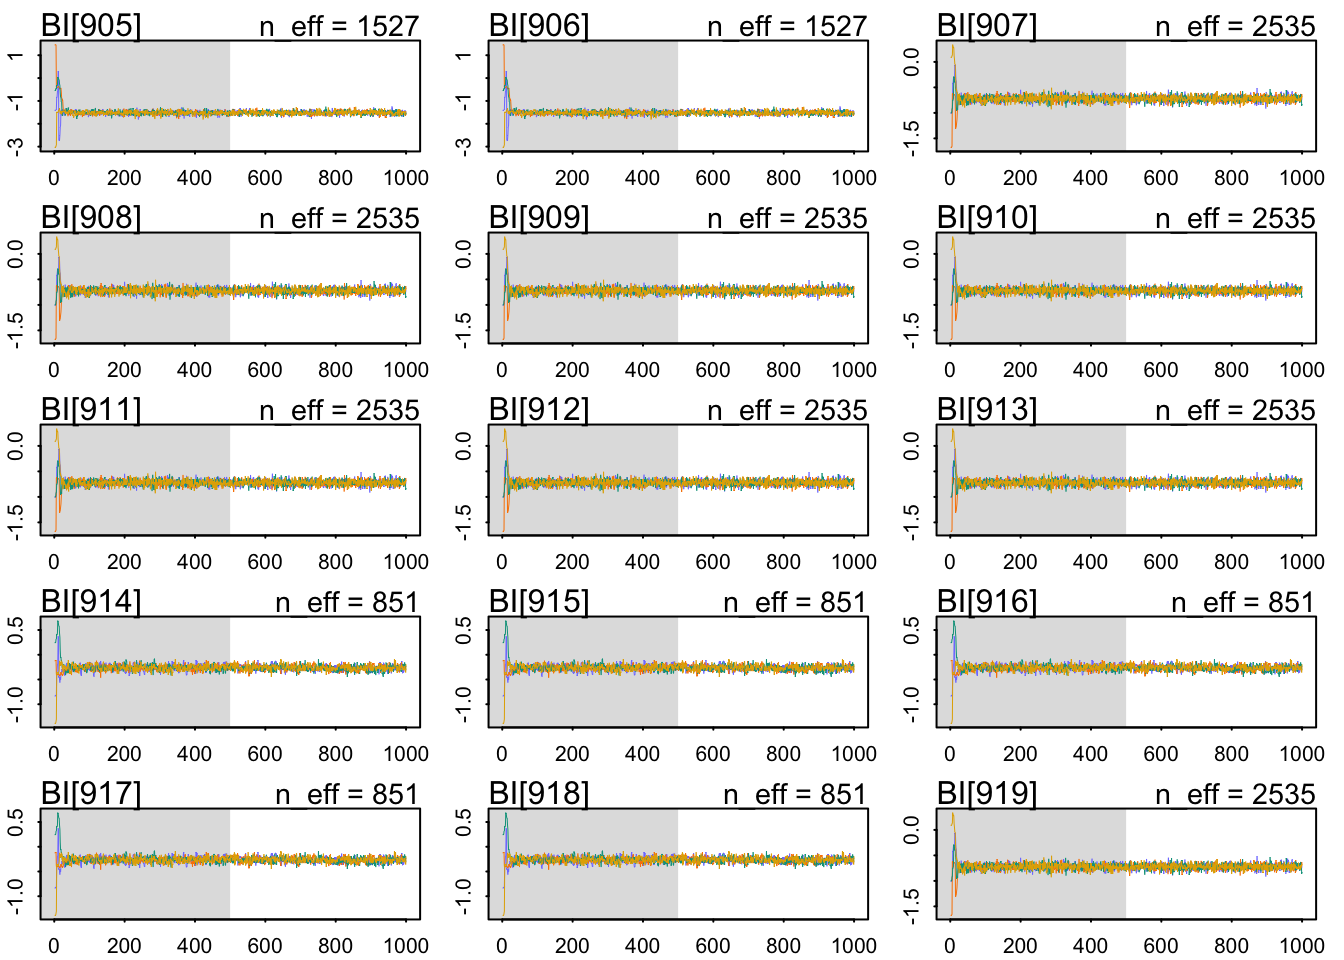 BI[905] n_eff = 1527 BI[906] n_eff = 1527 BI[907] n_eff = 2535
1 -1 -3 1 -1 -3 0.0 -1.5
0 200 400 600 800 1000 0 200 400 600 800 1000 0 200 400 600 800 1000
BI[908] n_eff = 2535 BI[909] n_eff = 2535 BI[910] n_eff = 2535
0.0 -1.5 0.0 -1.5 0.0 -1.5
0 200 400 600 800 1000 0 200 400 600 800 1000 0 200 400 600 800 1000
BI[911] n_eff = 2535 BI[912] n_eff = 2535 BI[913] n_eff = 2535
0.0 -1.5 0.0 -1.5 0.0 -1.5
0 200 400 600 800 1000 0 200 400 600 800 1000 0 200 400 600 800 1000
BI[914] n_eff = 851 BI[915] n_eff = 851 BI[916] n_eff = 851
0.5 -1.0 0.5 -1.0 0.5 -1.0
0 200 400 600 800 1000 0 200 400 600 800 1000 0 200 400 600 800 1000
BI[917] n_eff = 851 BI[918] n_eff = 851 BI[919] n_eff = 2535
0.5 -1.0 0.5 -1.0 0.0 -1.5
0 200 400 600 800 1000 0 200 400 600 800 1000 0 200 400 600 800 1000